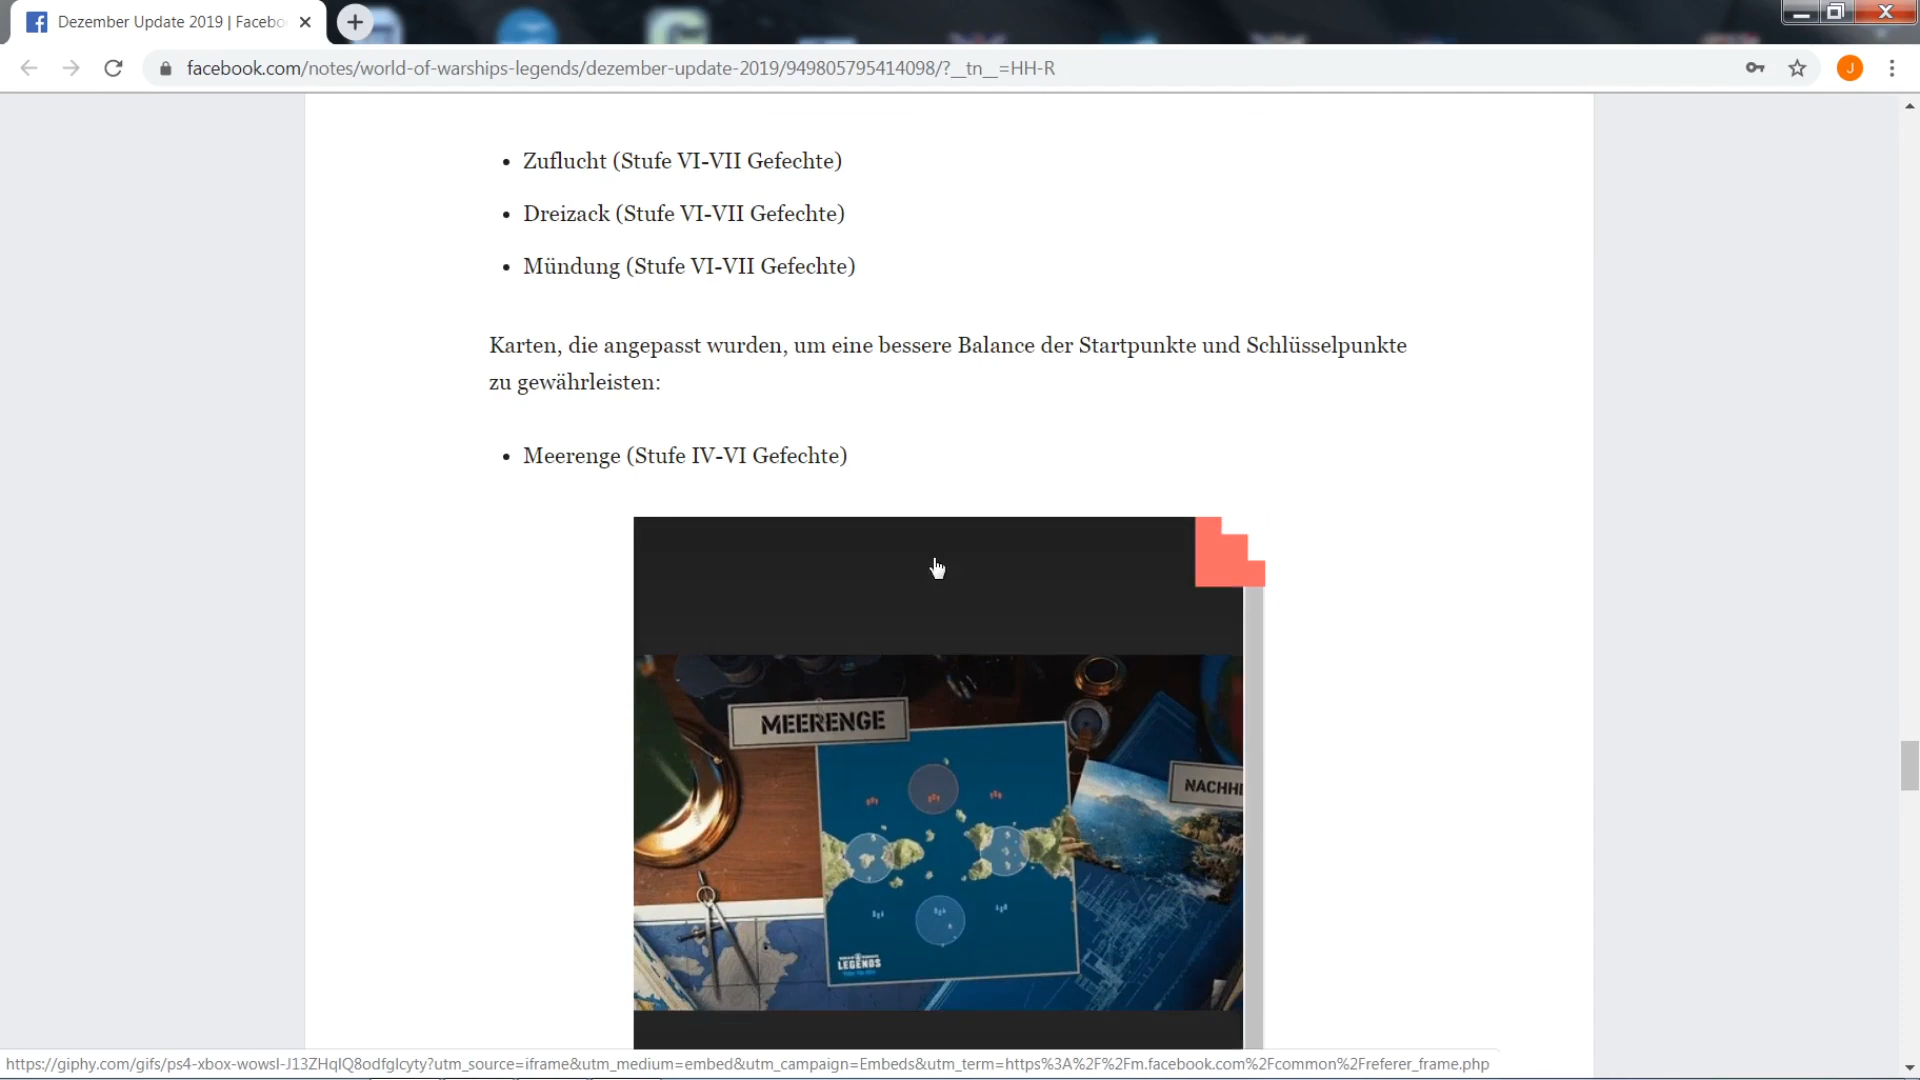 Dezember Update 2019 | Facebo
facebook.com/notes/world-of-warships-legends/dezember-update-2019/949805795414098/?__tn__=HH-R
J
• Zuflucht (Stufe VI-VII Gefechte)
• Dreizack (Stufe VI-VII Gefechte)
• Mündung (Stufe VI-VII Gefechte)
Karten, die angepasst wurden, um eine bessere Balance der Startpunkte und Schlüsselpunkte
zu gewährleisten:
• Meerenge (Stufe IV-VI Gefechte)
MEERENGE
NACHHE
LEGENDS
https://giphy.com/gifs/ps4-xbox-wowsl-J13ZHqIQ8odfglcyty?utm_source=iframe&utm_medium=embed&utm_campaign=Embeds&utm_term=https%3A%2F%2Fm.facebook.com%2Fcommon%2Freferer_frame.php